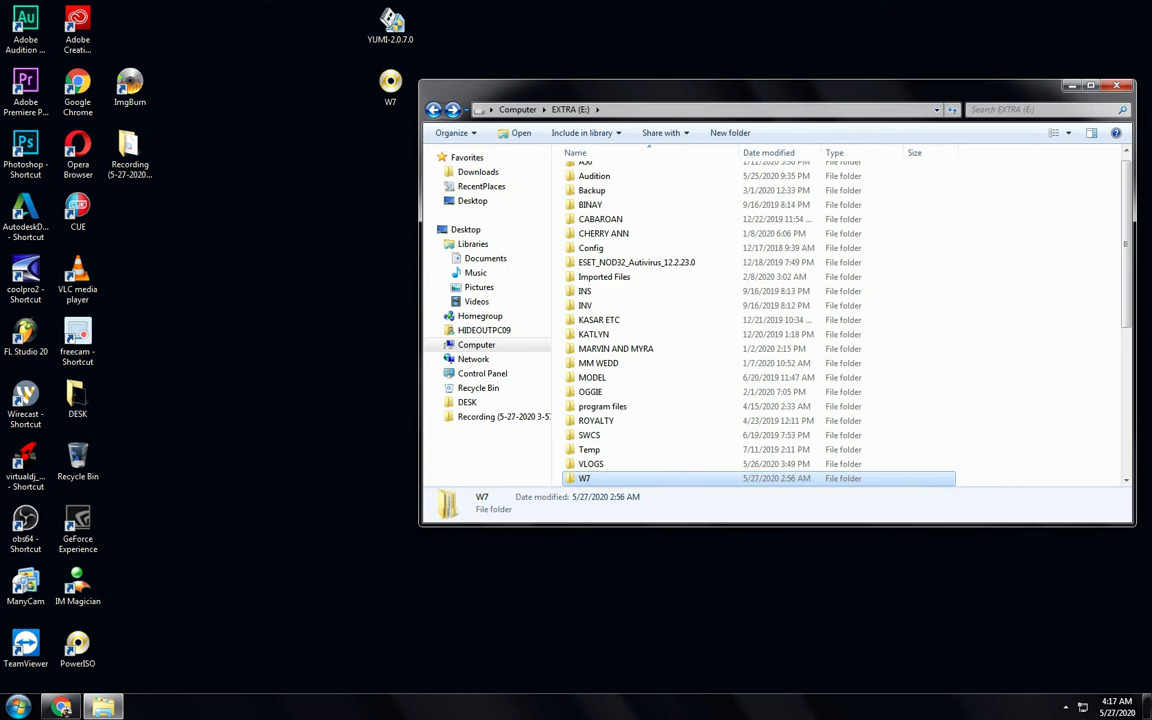 Adobe
Audition ...
Adobe
Creati...
YUMI-2.0.7.0
Adobe
Premiere P...
Google
Chrome
ImgBurn
W7
Photoshop -
Shortcut
Opera
Browser
Recording
(5-27-2020...
AutodeskD...
- Shortcut
CUE
coolpro2 -
Shortcut
VLC media
player
FL Studio 20
freecam -
Shortcut
Wirecast -
Shortcut
DESK
virtualdj_...
- Shortcut
Recycle Bin
obs64 -
Shortcut
GeForce
Experience
ManyCam
IM Magician
TeamViewer
PowerISO
Computer EXTRA (E:)
Search EXTRA (E:)
Organize Open Include in library Share with New folder
Favorites
Downloads
RecentPlaces
Desktop
Desktop
Libraries
Documents
Music
Pictures
Videos
Homegroup
HIDEOUTPC09
Computer
Network
Control Panel
Recycle Bin
DESK
Recording (5-27-2020 3-5
Name Date modified Type Size
File folder
Audition 5/25/2020 9:35 PM File folder
Backup 3/1/2020 12:33 PM File folder
BINAY 9/16/2019 8:14 PM File folder
CABAROAN 12/22/2019 11:54 ... File folder
CHERRY ANN 1/8/2020 6:06 PM File folder
Config 12/17/2018 9:39 AM File folder
ESET_NOD32_Antivirus_12.2.23.0 12/18/2019 7:49 PM File folder
Imported Files 2/8/2020 3:02 AM File folder
INS 9/16/2019 8:13 PM File folder
INV 9/16/2019 8:12 PM File folder
KASAR ETC 12/21/2019 10:34 ... File folder
KATLYN 12/20/2019 1:18 PM File folder
MARVIN AND MYRA 1/2/2020 2:15 PM File folder
MM WEDD 1/7/2020 10:52 AM File folder
MODEL 6/20/2019 11:47 AM File folder
OGGIE 2/1/2020 7:05 PM File folder
program files 4/15/2020 2:33 AM File folder
ROYALTY 4/23/2019 12:11 PM File folder
SWCS 6/19/2019 7:53 PM File folder
Temp 7/11/2019 2:11 PM File folder
VLOGS 5/26/2020 3:49 PM File folder
W7 5/27/2020 2:56 AM File folder
W7 Date modified: 5/27/2020 2:56 AM
File folder
4:17 AM
5/27/2020